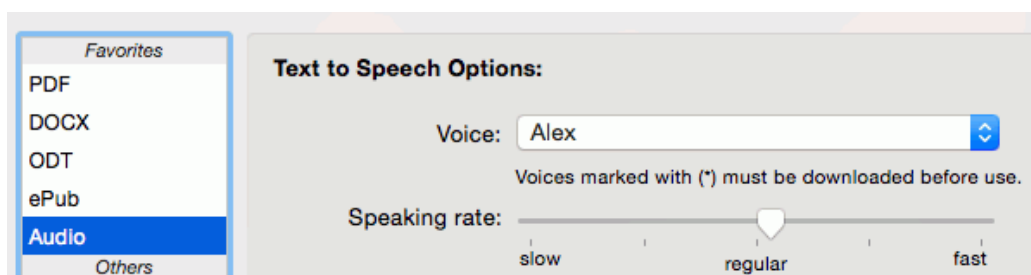 Favorites
PDF
DOCX
ODT
ePub
Audio
Others
Text to Speech Options:
Voice: Alex
Voices marked with (*) must be downloaded before use.
Speaking rate:
slow regular fast